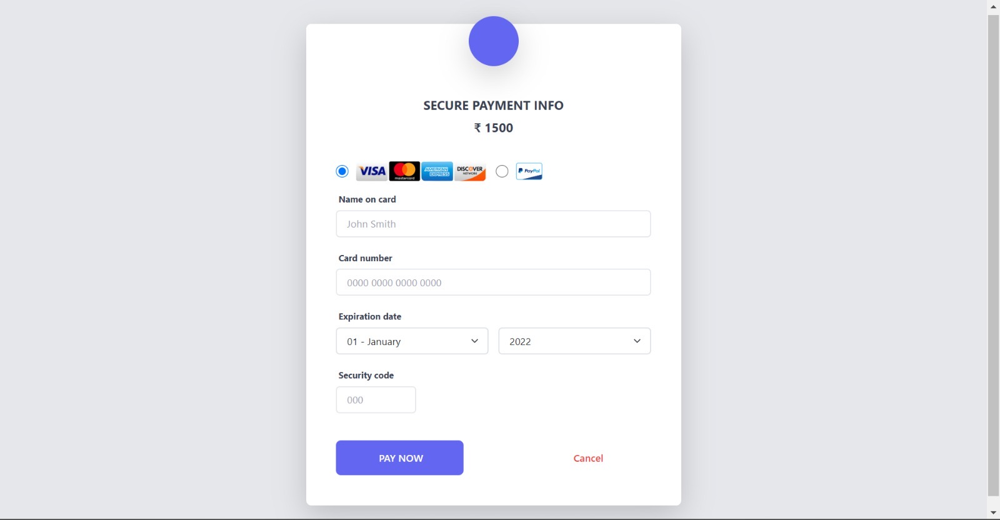 SECURE PAYMENT INFO
₹ 1500
VISA mastercard AMERICAN EXPRESS DISCOVER NETWORK PayPal
Name on card
John Smith
Card number
0000 0000 0000 0000
Expiration date
01 - January 2022
Security code
000
PAY NOW Cancel